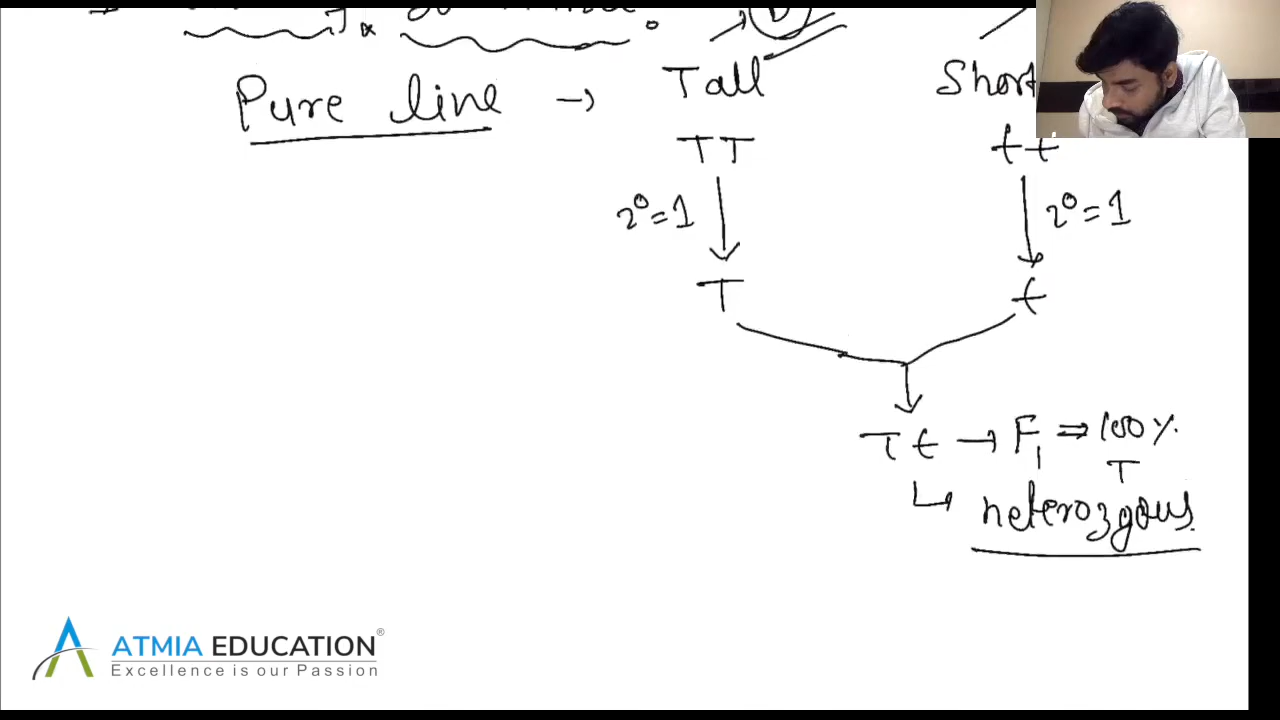 Pure line → Tall Short
TT tt
2⁰=1 2⁰=1
T t
Tt → F₁ ⇒ 100%
T
↳ heterozgous
ATMIA EDUCATION®
Excellence is our Passion